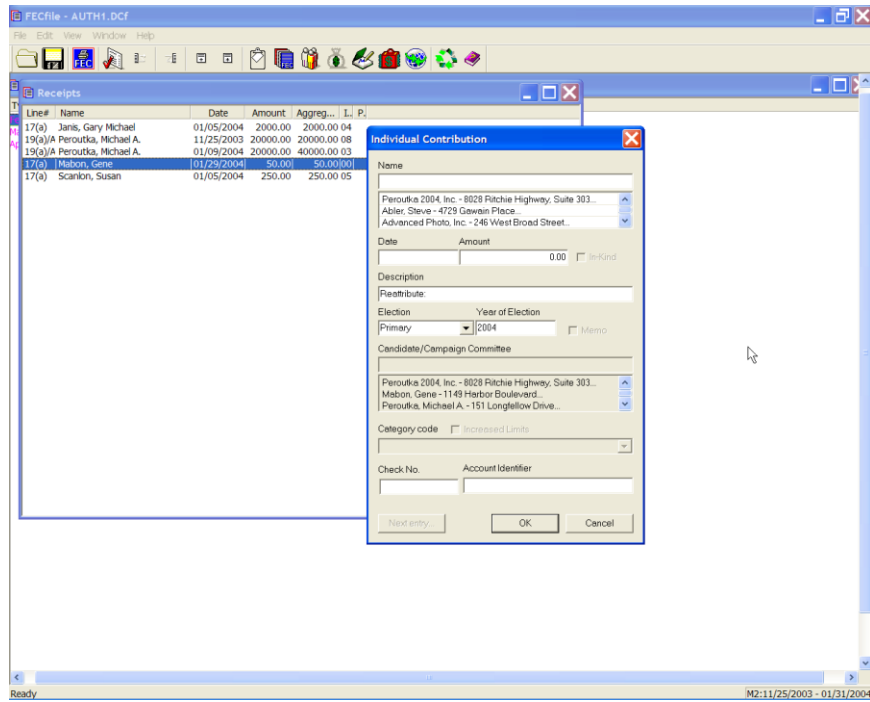 FECfile - AUTH1.DCf
File Edit View Window Help
FEC
Receipts
Line# Name Date Amount Aggreg... I.. P.
17(a) Janis, Gary Michael 01/05/2004 2000.00 2000.00 04
19(a)/A Peroutka, Michael A. 11/25/2003 20000.00 20000.00 08
19(a)/A Peroutka, Michael A. 01/09/2004 20000.00 40000.00 03
17(a) Mabon, Gene 01/29/2004 50.00 50.00 00
17(a) Scanlon, Susan 01/05/2004 250.00 250.00 05
Individual Contribution
Name
Peroutka 2004, Inc. - 8028 Ritchie Highway, Suite 303...
Abler, Steve - 4729 Gawain Place...
Advanced Photo, Inc. - 246 West Broad Street...
Date Amount
0.00 In-Kind
Description
Reattribute:
Election Year of Election
Primary 2004 Memo
Candidate/Campaign Committee
Peroutka 2004, Inc. - 8028 Ritchie Highway, Suite 303...
Mabon, Gene - 1149 Harbor Boulevard...
Peroutka, Michael A. - 151 Longfellow Drive...
Category code Increased Limits
Check No. Account Identifier
Next entry... OK Cancel
Ready M2:11/25/2003 - 01/31/2004